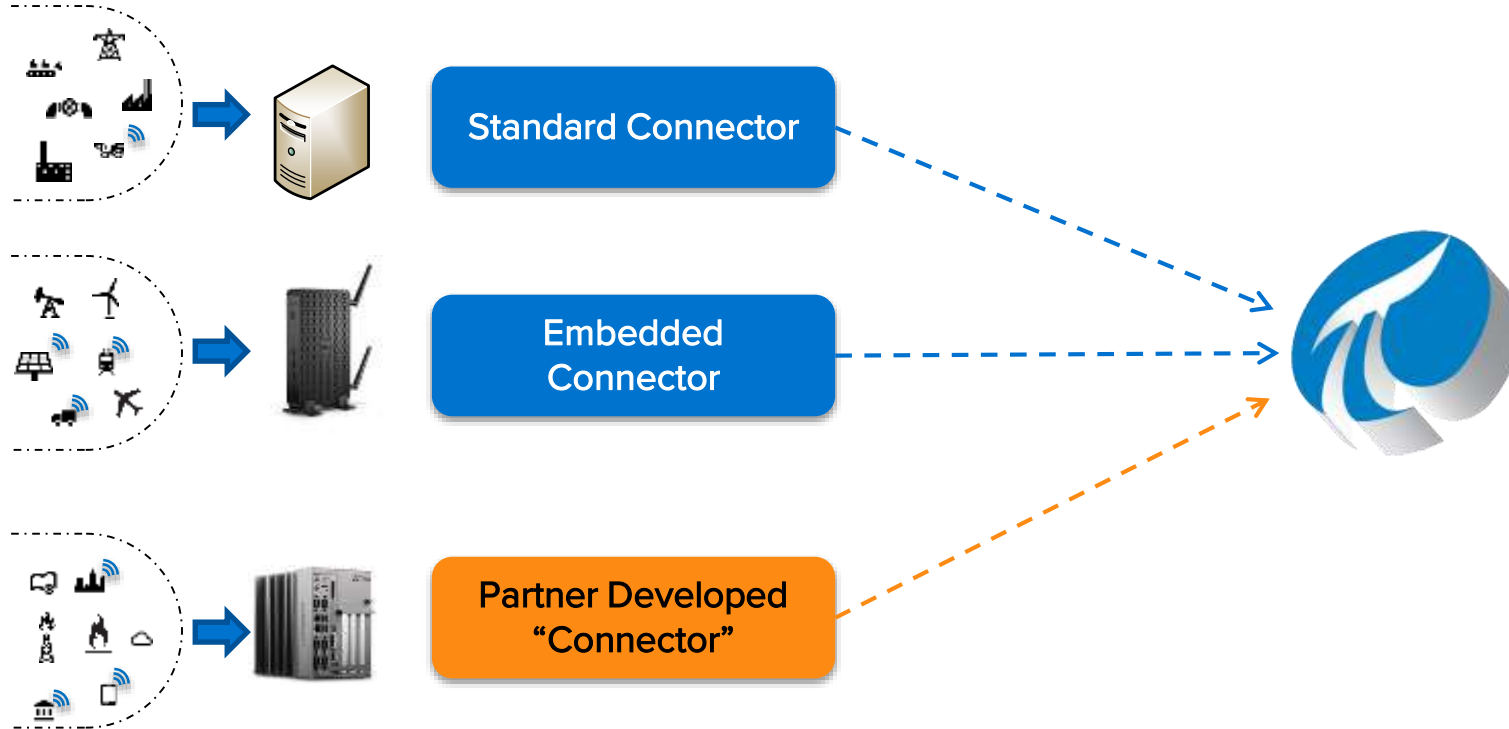 Standard Connector
Embedded
Connector
Partner Developed
“Connector”